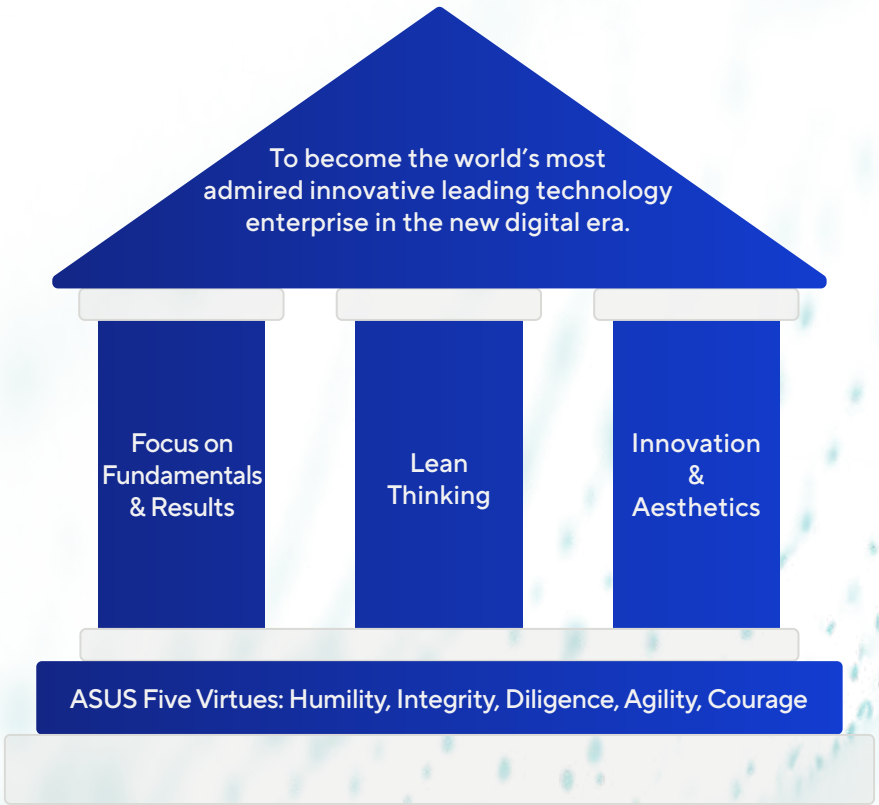 To become the world’s most
admired innovative leading technology
enterprise in the new digital era.
Focus on
Fundamentals
& Results
Lean
Thinking
Innovation
&
Aesthetics
ASUS Five Virtues: Humility, Integrity, Diligence, Agility, Courage